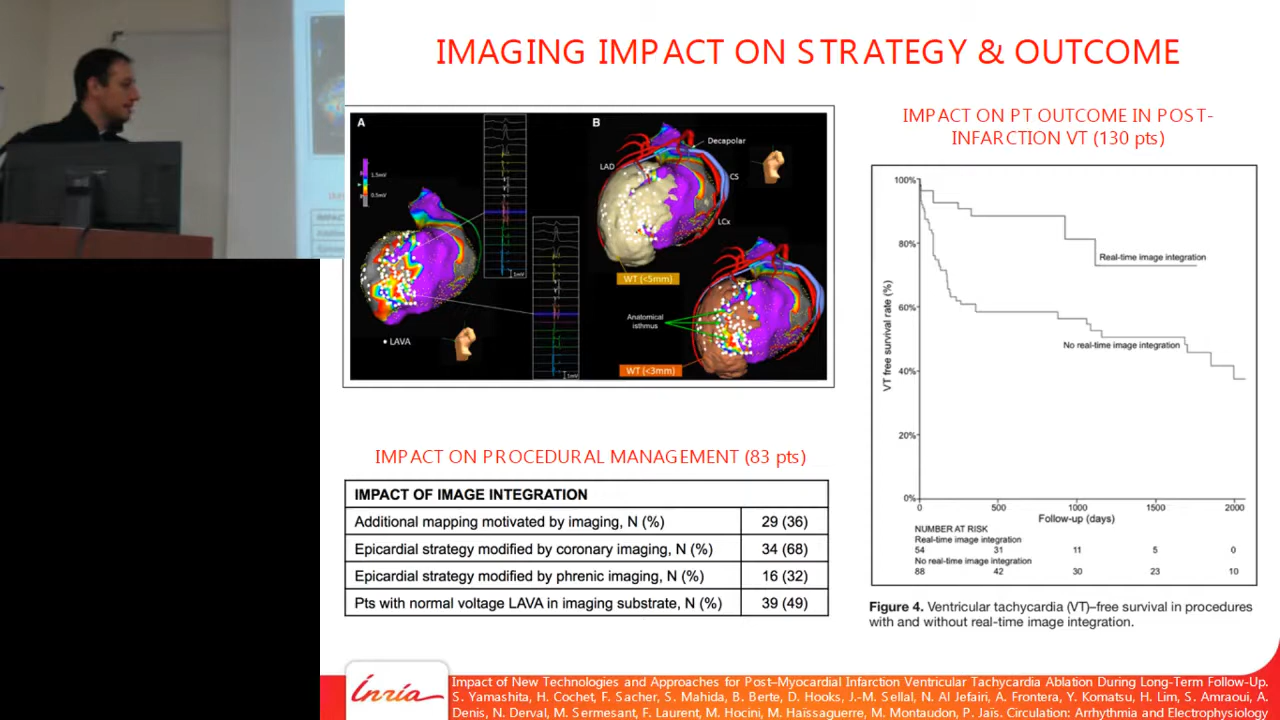 IMAGING IMPACT ON STRATEGY & OUTCOME
A
1.5mV
0.5mV
1mV
1mV
LAVA
B
Decapolar
LAD
CS
LCx
WT (<5mm)
Anatomical
isthmus
WT (<3mm)
IMPACT ON PT OUTCOME IN POST-
INFARCTION VT (130 pts)
100%
80%
60%
40%
20%
0%
VT free survival rate (%)
Real-time image integration
No real-time image integration
0 500 1000 1500 2000
Follow-up (days)
NUMBER AT RISK
Real-time image integration
54 31 11 5 0
No real-time image integration
88 42 30 23 10
Figure 4. Ventricular tachycardia (VT)–free survival in procedures
with and without real-time image integration.
IMPACT ON PROCEDURAL MANAGEMENT (83 pts)
IMPACT OF IMAGE INTEGRATION
Additional mapping motivated by imaging, N (%) 29 (36)
Epicardial strategy modified by coronary imaging, N (%) 34 (68)
Epicardial strategy modified by phrenic imaging, N (%) 16 (32)
Pts with normal voltage LAVA in imaging substrate, N (%) 39 (49)
Inria
Impact of New Technologies and Approaches for Post–Myocardial Infarction Ventricular Tachycardia Ablation During Long-Term Follow-Up.
S. Yamashita, H. Cochet, F. Sacher, S. Mahida, B. Berte, D. Hooks, J.-M. Sellal, N. Al Jefairi, A. Frontera, Y. Komatsu, H. Lim, S. Amraoui, A.
Denis, N. Derval, M. Sermesant, F. Laurent, M. Hocini, M. Haïssaguerre, M. Montaudon, P. Jaïs. Circulation: Arrhythmia and Electrophysiology